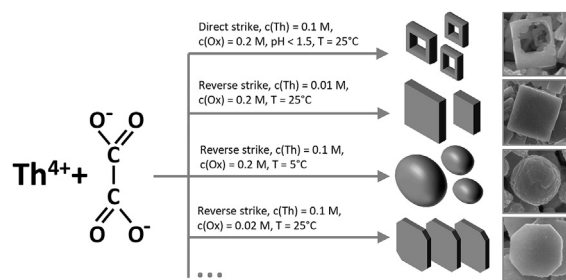 Direct strike, c(Th) = 0.1 M,
c(Ox) = 0.2 M, pH < 1.5, T = 25°C
Reverse strike, c(Th) = 0.01 M,
c(Ox) = 0.2 M, T = 25°C
Th⁴⁺+
O⁻ O
C
C
O O⁻
Reverse strike, c(Th) = 0.1 M,
c(Ox) = 0.2 M, T = 5°C
Reverse strike, c(Th) = 0.1 M,
c(Ox) = 0.02 M, T = 25°C
...